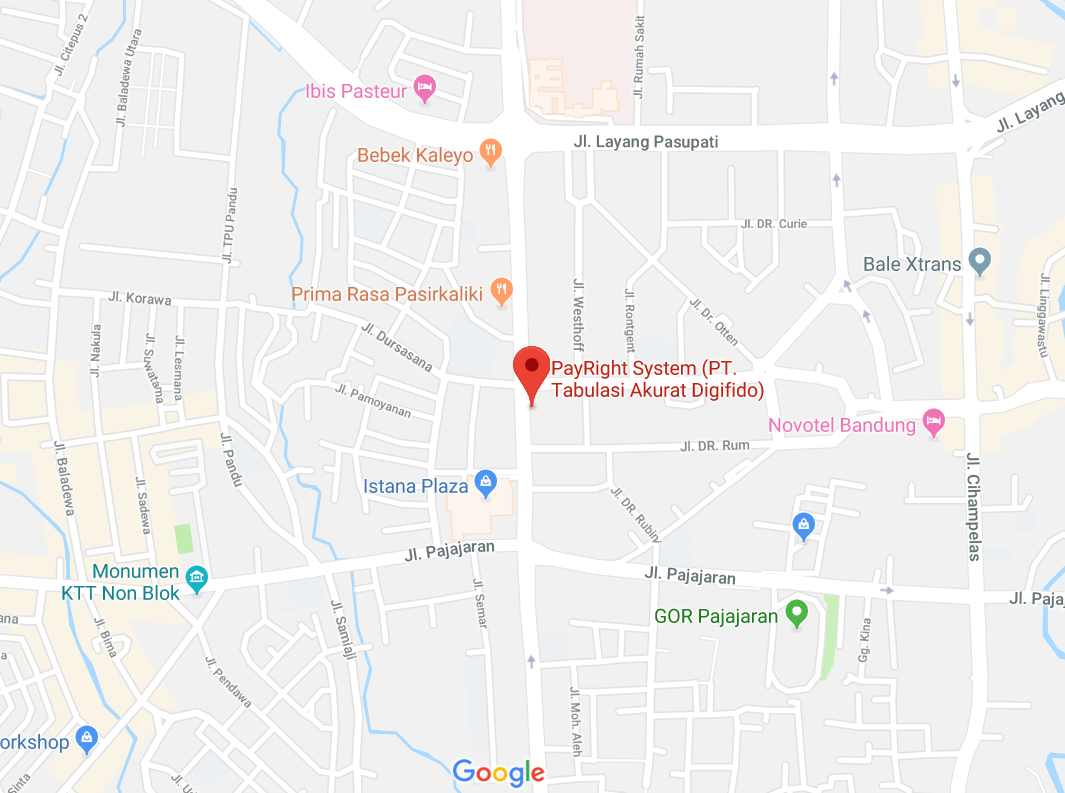 Jl. Citepus 2
Jl. Baladewa Utara
Jl. Rumah Sakit
Ibis Pasteur
Jl. Layang
Jl. Layang Pasupati
Bebek Kaleyo
Jl. TPU Pandu
Jl. DR. Curie
Bale Xtrans
Jl. Korawa
Prima Rasa Pasirkaliki
Jl. Westhoff
Jl. Rontgent
Jl. Dr. Otten
Jl. Linggawastu
Jl. Nakula
Jl. Suwatama
Jl. Lesmana
Jl. Dursasana
PayRight System (PT.
Tabulasi Akurat Digifido)
Jl. Pamoyanan
Novotel Bandung
Jl. DR. Rum
Jl. Baladewa
Jl. Pandu
Jl. Sadewa
Istana Plaza
Jl. DR. Rubini
Jl. Cihampelas
Jl. Pajajaran
Monumen
KTT Non Blok
Jl. Pajajaran
Jl. Paja
ana
Jl. Bima
Jl. Samiaji
Jl. Semar
GOR Pajajaran
Gg. Kina
a
Jl. Pendawa
Jl. Moh. Aleh
orkshop
Sinta
Google